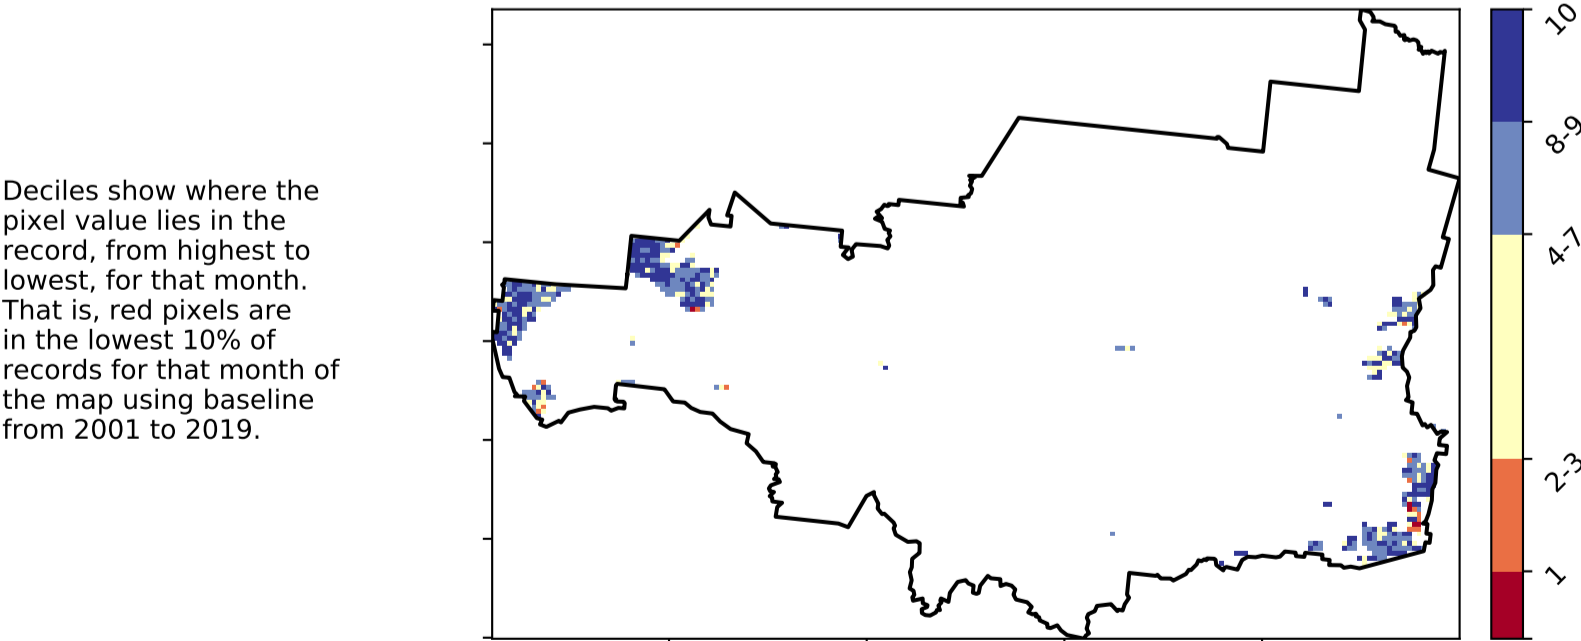 Deciles show where the
pixel value lies in the
record, from highest to
lowest, for that month.
That is, red pixels are
in the lowest 10% of
records for that month of
the map using baseline
from 2001 to 2019.
10
8-9
4-7
2-3
1